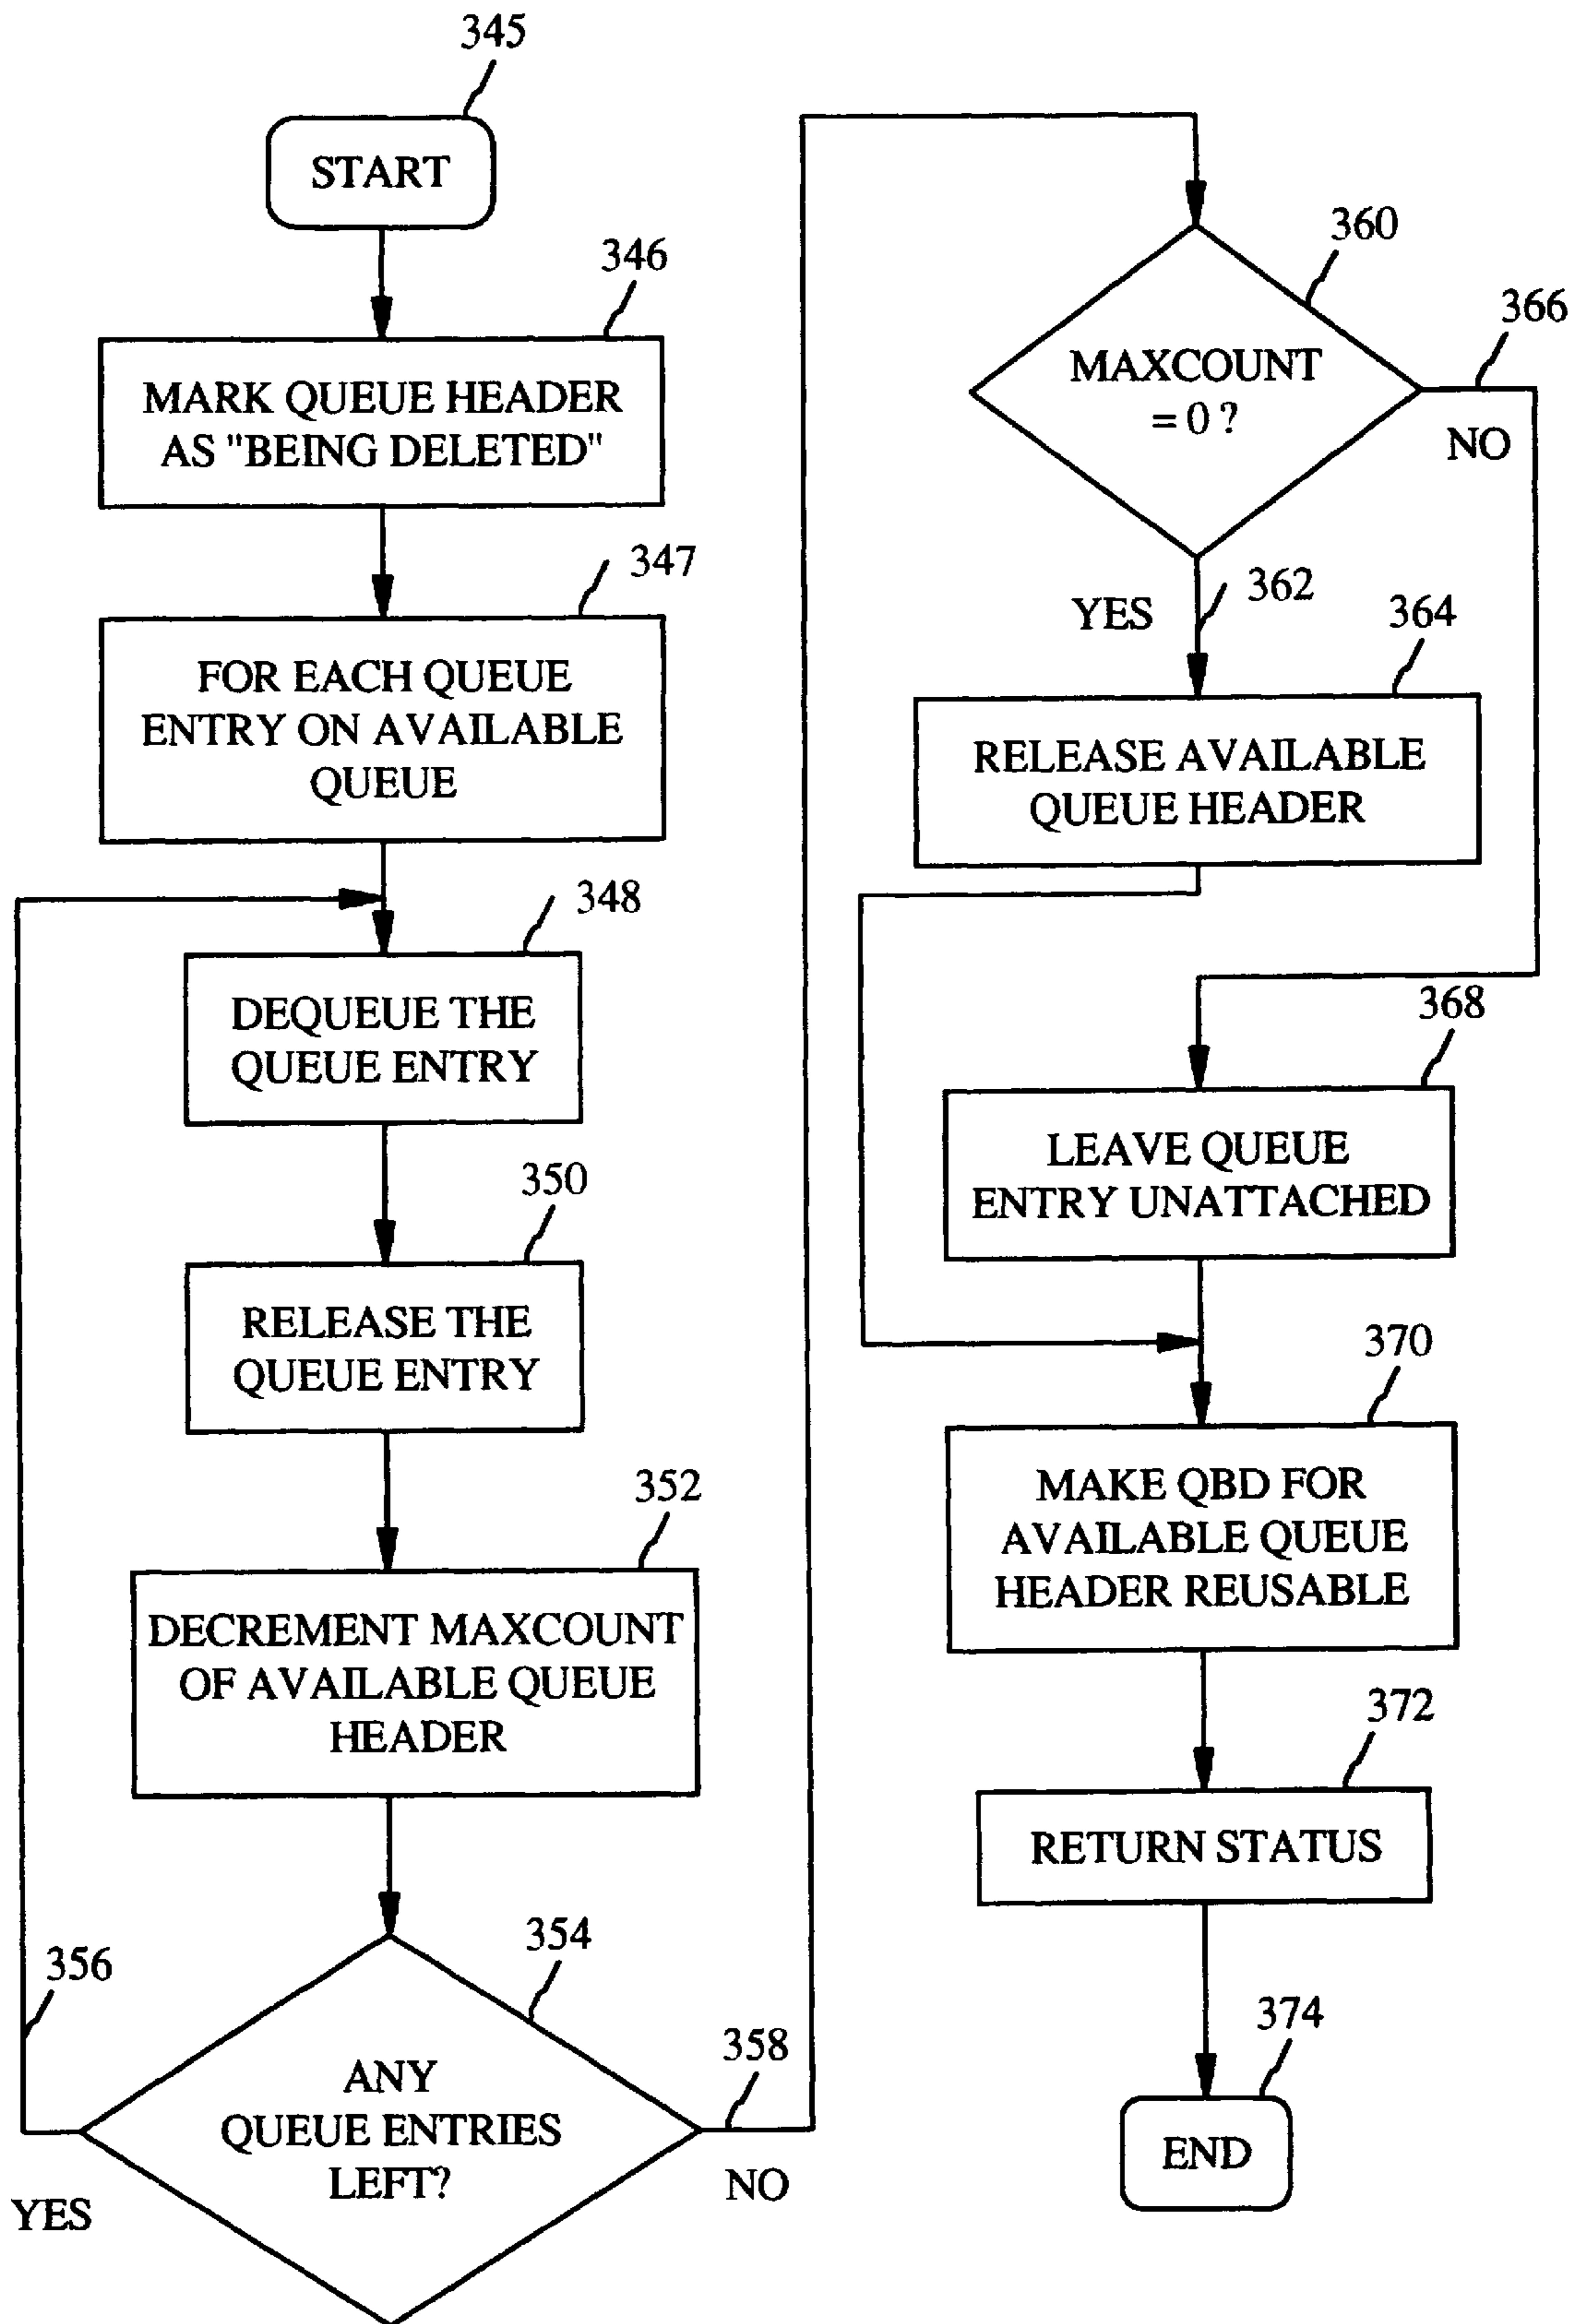 345
START
346
MARK QUEUE HEADER
AS "BEING DELETED"
347
FOR EACH QUEUE
ENTRY ON AVAILABLE
QUEUE
348
DEQUEUE THE
QUEUE ENTRY
350
RELEASE THE
QUEUE ENTRY
352
DECREMENT MAXCOUNT
OF AVAILABLE QUEUE
HEADER
354
356
ANY
QUEUE ENTRIES
LEFT?
YES
358
NO
360
MAXCOUNT
= 0 ?
366
NO
362
YES
364
RELEASE AVAILABLE
QUEUE HEADER
368
LEAVE QUEUE
ENTRY UNATTACHED
370
MAKE QBD FOR
AVAILABLE QUEUE
HEADER REUSABLE
372
RETURN STATUS
374
END